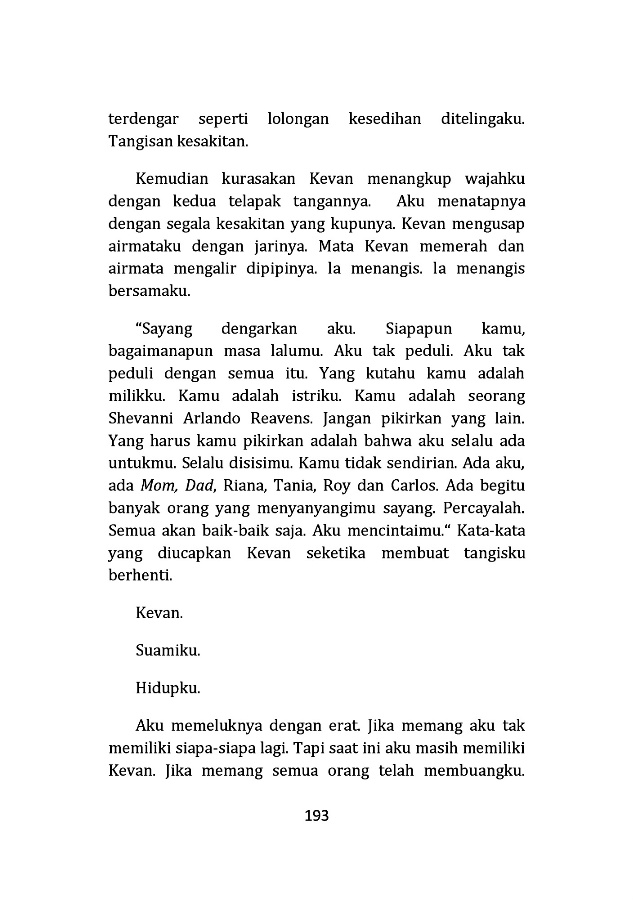 terdengar seperti lolongan kesedihan ditelingaku.
Tangisan kesakitan.
Kemudian kurasakan Kevan menangkup wajahku
dengan kedua telapak tangannya. Aku menatapnya
dengan segala kesakitan yang kupunya. Kevan mengusap
airmataku dengan jarinya. Mata Kevan memerah dan
airmata mengalir dipipinya. Ia menangis. Ia menangis
bersamaku.
“Sayang dengarkan aku. Siapapun kamu,
bagaimanapun masa lalumu. Aku tak peduli. Aku tak
peduli dengan semua itu. Yang kutahu kamu adalah
milikku. Kamu adalah istriku. Kamu adalah seorang
Shevanni Arlando Reavens. Jangan pikirkan yang lain.
Yang harus kamu pikirkan adalah bahwa aku selalu ada
untukmu. Selalu disisimu. Kamu tidak sendirian. Ada aku,
ada Mom, Dad, Riana, Tania, Roy dan Carlos. Ada begitu
banyak orang yang menyanyangimu sayang. Percayalah.
Semua akan baik-baik saja. Aku mencintaimu.“ Kata-kata
yang diucapkan Kevan seketika membuat tangisku
berhenti.
Kevan.
Suamiku.
Hidupku.
Aku memeluknya dengan erat. Jika memang aku tak
memiliki siapa-siapa lagi. Tapi saat ini aku masih memiliki
Kevan. Jika memang semua orang telah membuangku.
193